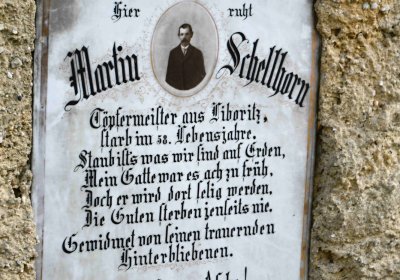 Hier ruht
Martin Schellhorn
Töpfermeister aus Liboritz,
starb im 58. Lebensjahre.
Staub ists was wir sind auf Erden,
Mein Gatte war es ach zu früh,
Doch er wird dort selig werden,
Die Guten sterben jenseits nie.
Gewidmet von seinen trauernden
Hinterbliebenen.